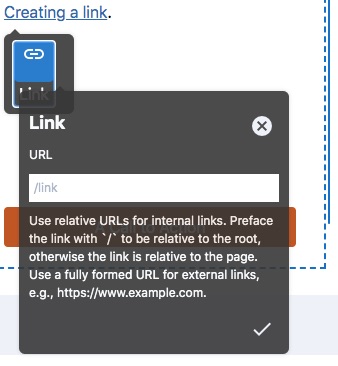 Creating a link.
Link
Link
URL
/link
Use relative URLs for internal links. Preface
the link with `/` to be relative to the root,
otherwise the link is relative to the page.
Use a fully formed URL for external links,
e.g., https://www.example.com.